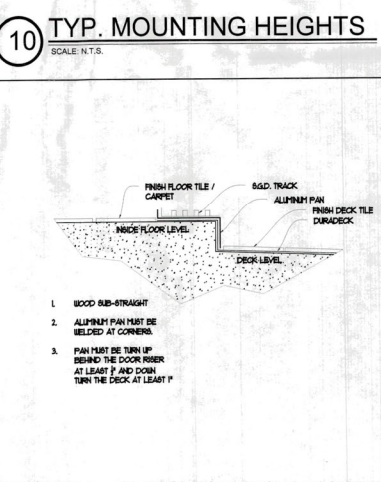 10 TYP. MOUNTING HEIGHTS
SCALE: N.T.S.
FINISH FLOOR TILE /
CARPET
S.G.D. TRACK
ALUMINUM PAN
FINISH DECK TILE
DURADECK
INSIDE FLOOR LEVEL
DECK LEVEL
1. WOOD SUB-STRAIGHT
2. ALUMINUM PAN MUST BE
WELDED AT CORNERS.
3. PAN MUST BE TURN UP
BEHIND THE DOOR RISER
AT LEAST AND DOWN
TURN THE DECK AT LEAST 1"